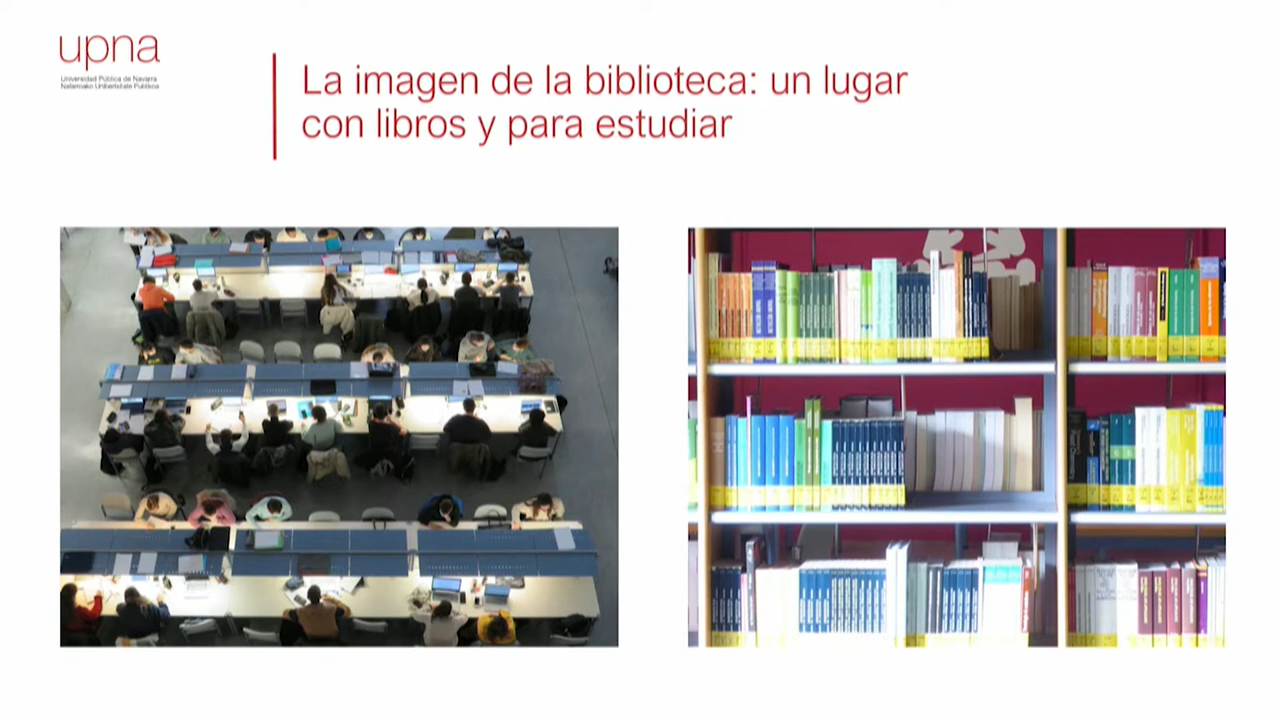 upna
Universidad Pública de Navarra
Nafarroako Unibertsitate Publikoa
La imagen de la biblioteca: un lugar
con libros y para estudiar